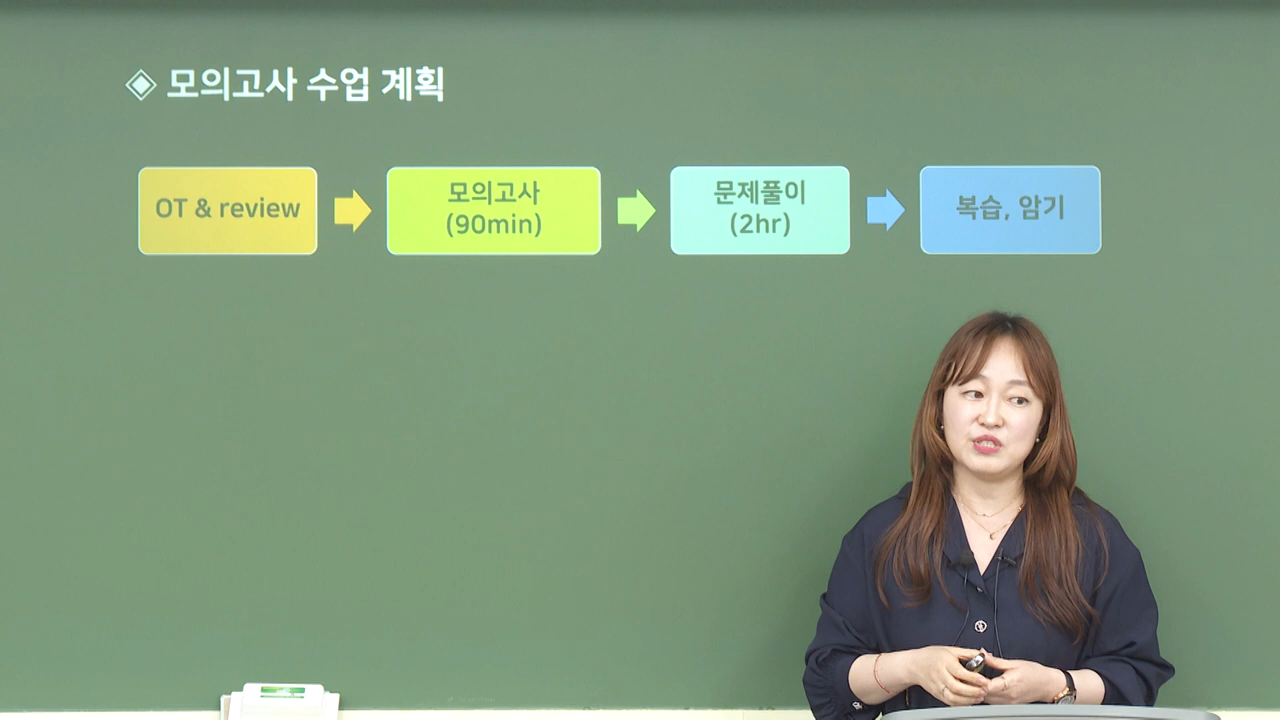 ◈ 모의고사 수업 계획
OT & review
모의고사
(90min)
문제풀이
(2hr)
복습, 암기